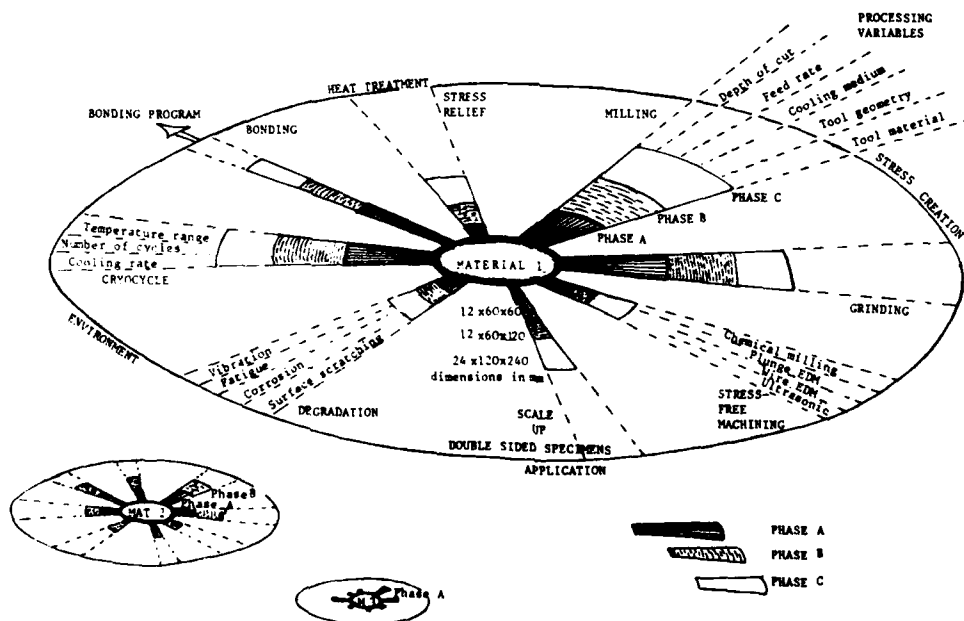 PROCESSING
VARIABLES
Depth of cut
Feed rate
Cooling medium
Tool geometry
Tool material
HEAT TREATMENT
STRESS
RELIEF
MILLING
BONDING PROGRAM
BONDING
STRESS CREATION
PHASE C
PHASE B
PHASE A
Temperature range
Number of cycles
Cooling rate
CRYOCYCLE
MATERIAL 1
GRINDING
ENVIRONMENT
12 x60x60
12 x60x120
24 x120x240
dimensions in mm
Vibration
Fatigue
Corrosion
Surface scratching
DEGRADATION
Chemical milling
Plunge EDM
Wire EDM
Ultrasonic
STRESS-
FREE
MACHINING
SCALE
UP
DOUBLE SIDED SPECIMENS
APPLICATION
Phase B
Phase A
MAT 2
Phase A
PHASE A
PHASE B
PHASE C